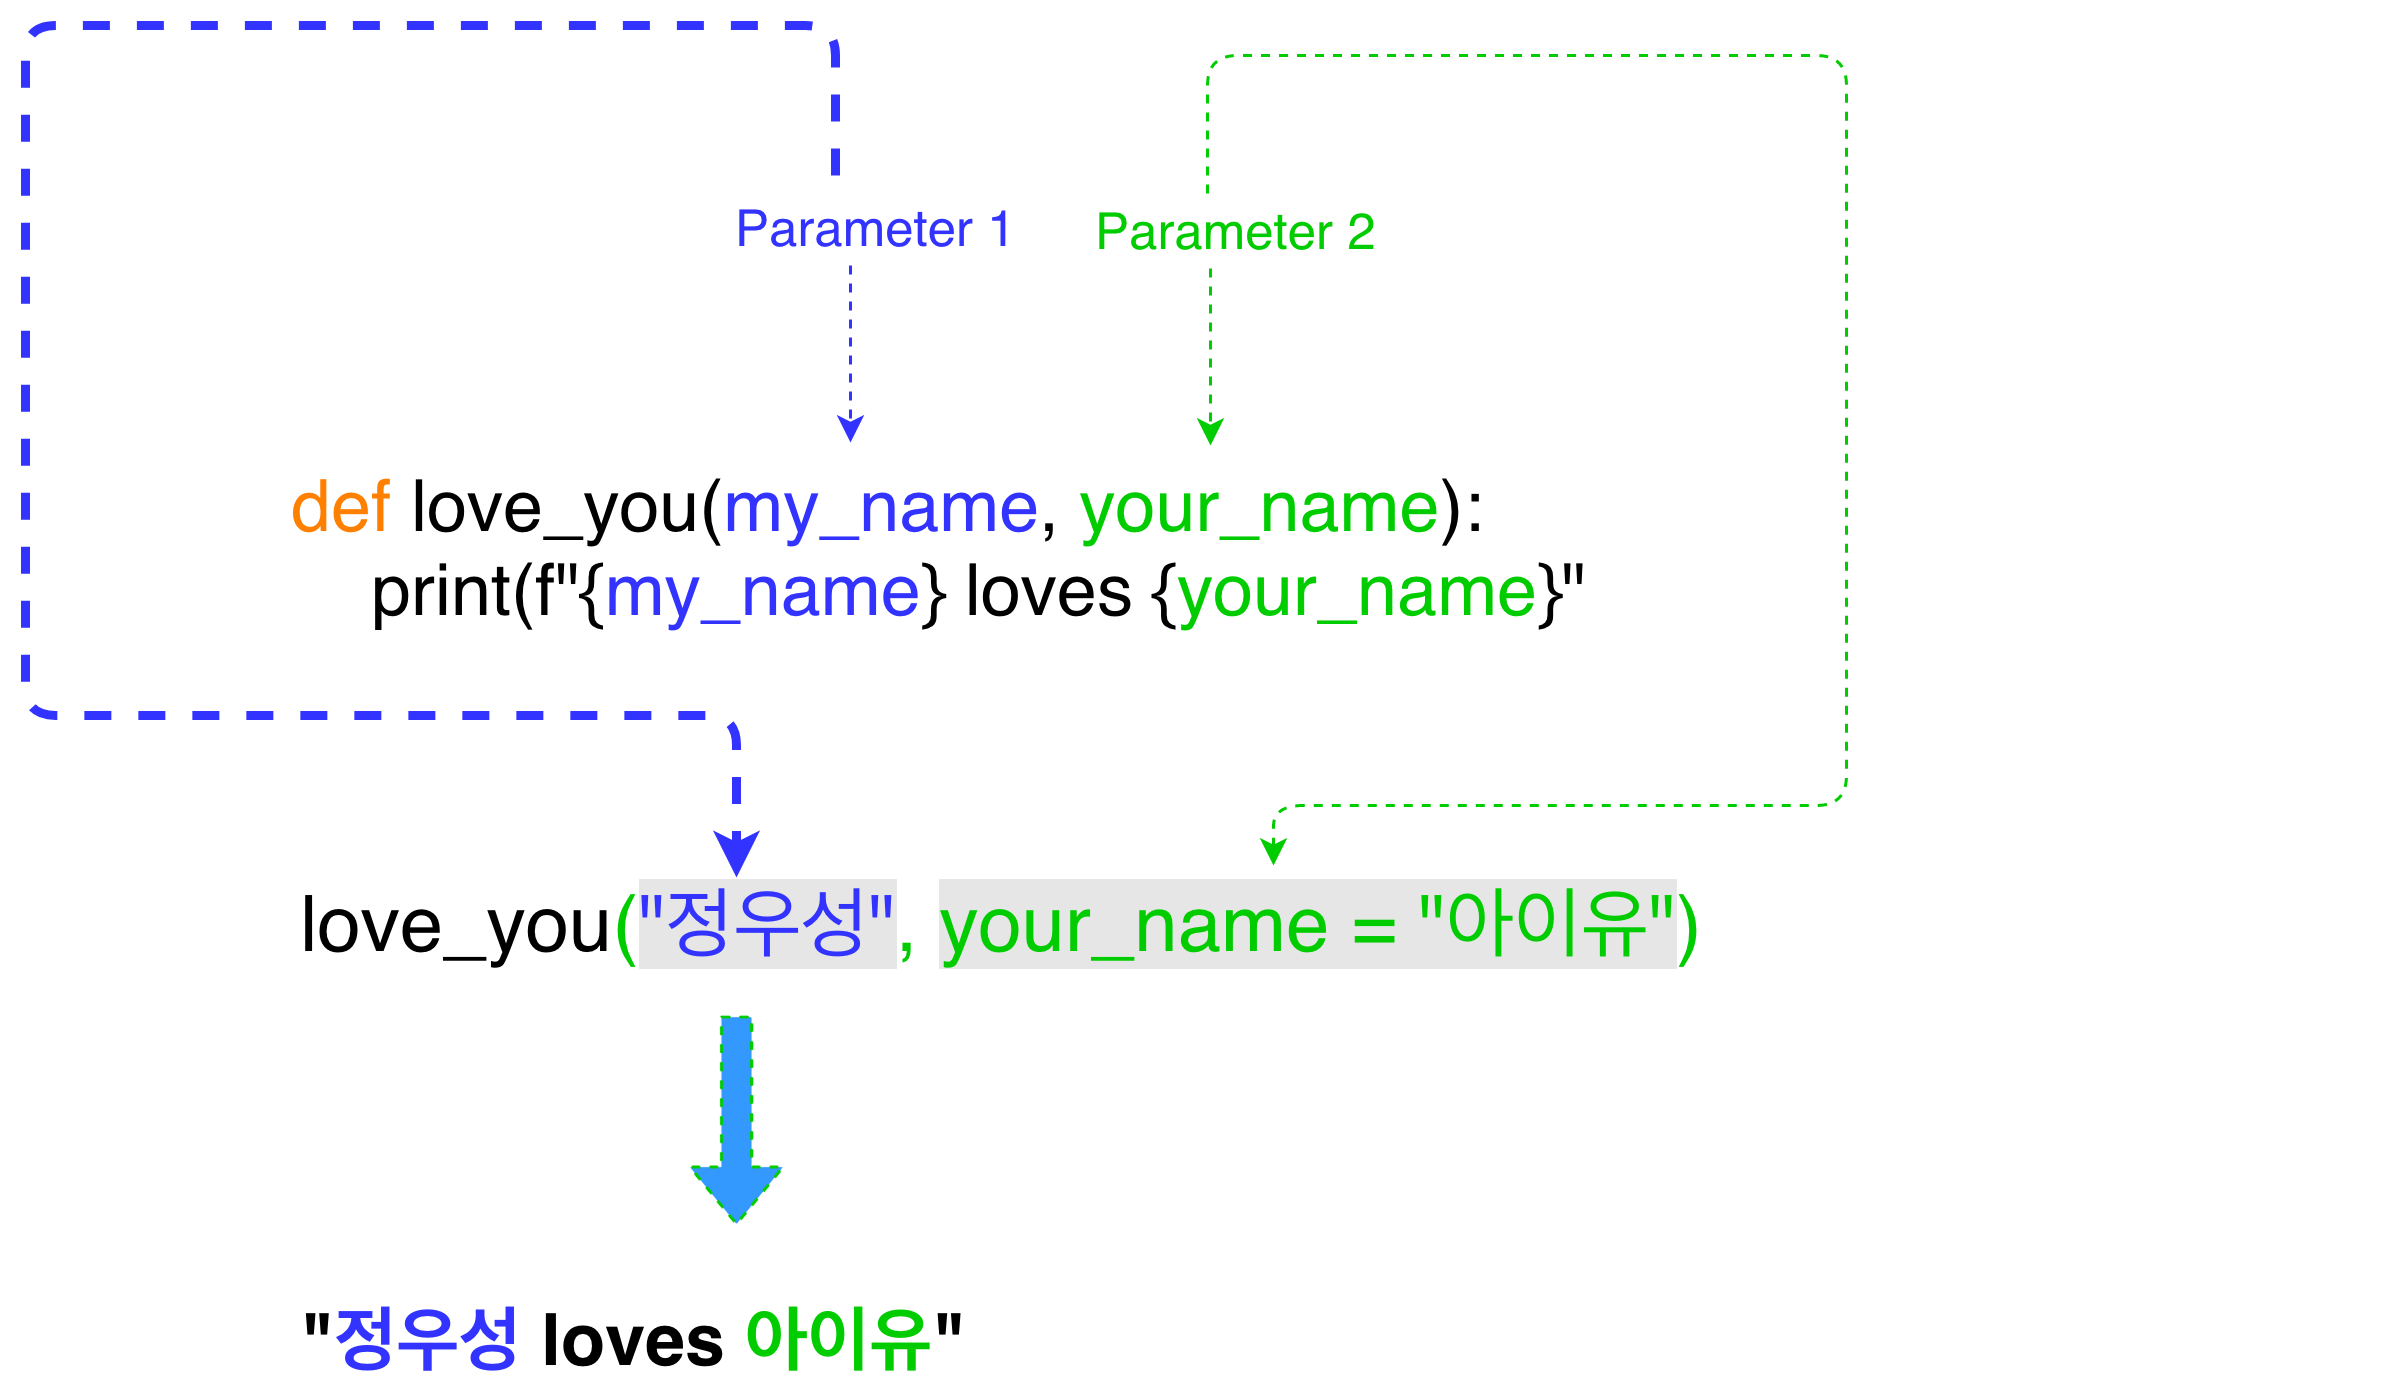 Parameter 1 Parameter 2
def love_you(my_name, your_name):
print(f"{my_name} loves {your_name}"
love_you("정우성", your_name = "아이유")
"정우성 loves 아이유"